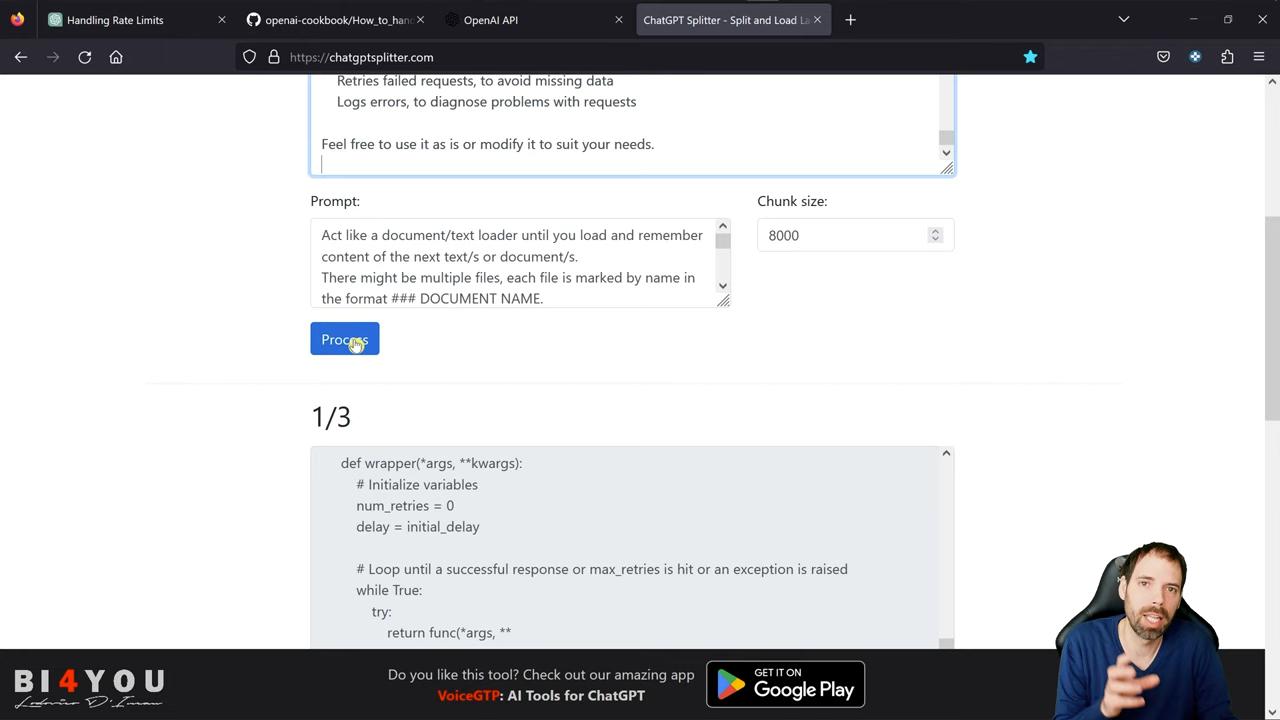 Handling Rate Limits
openai-cookbook/How_to_han
OpenAI API
ChatGPT Splitter - Split and Load La
https://chatgptsplitter.com
Retries failed requests, to avoid missing data
Logs errors, to diagnose problems with requests
Feel free to use it as is or modify it to suit your needs.
Prompt:
Chunk size:
Act like a document/text loader until you load and remember
content of the next text/s or document/s.
There might be multiple files, each file is marked by name in
the format ### DOCUMENT NAME.
8000
Process
1/3
def wrapper(*args, **kwargs):
# Initialize variables
num_retries = 0
delay = initial_delay
# Loop until a successful response or max_retries is hit or an exception is raised
while True:
try:
return func(*args, **
BI4YOU
Do you like this tool? Check out our amazing app
VoiceGTP: AI Tools for ChatGPT
GET IT ON
Google Play